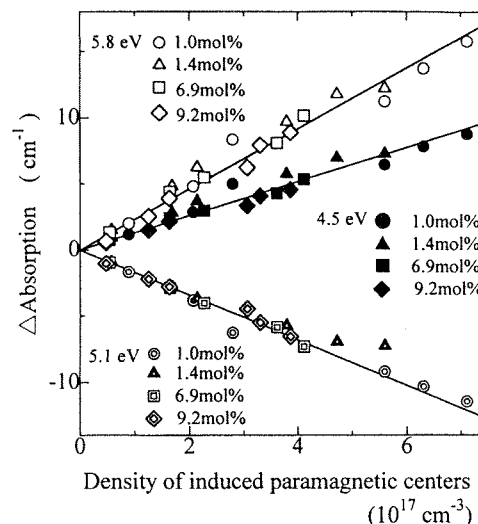 5.8 eV 1.0mol%
1.4mol%
6.9mol%
9.2mol%
10
0
-10
△Absorption ( cm⁻¹)
4.5 eV 1.0mol%
1.4mol%
6.9mol%
9.2mol%
5.1 eV 1.0mol%
1.4mol%
6.9mol%
9.2mol%
0 2 4 6
Density of induced paramagnetic centers
(10¹⁷ cm⁻³)